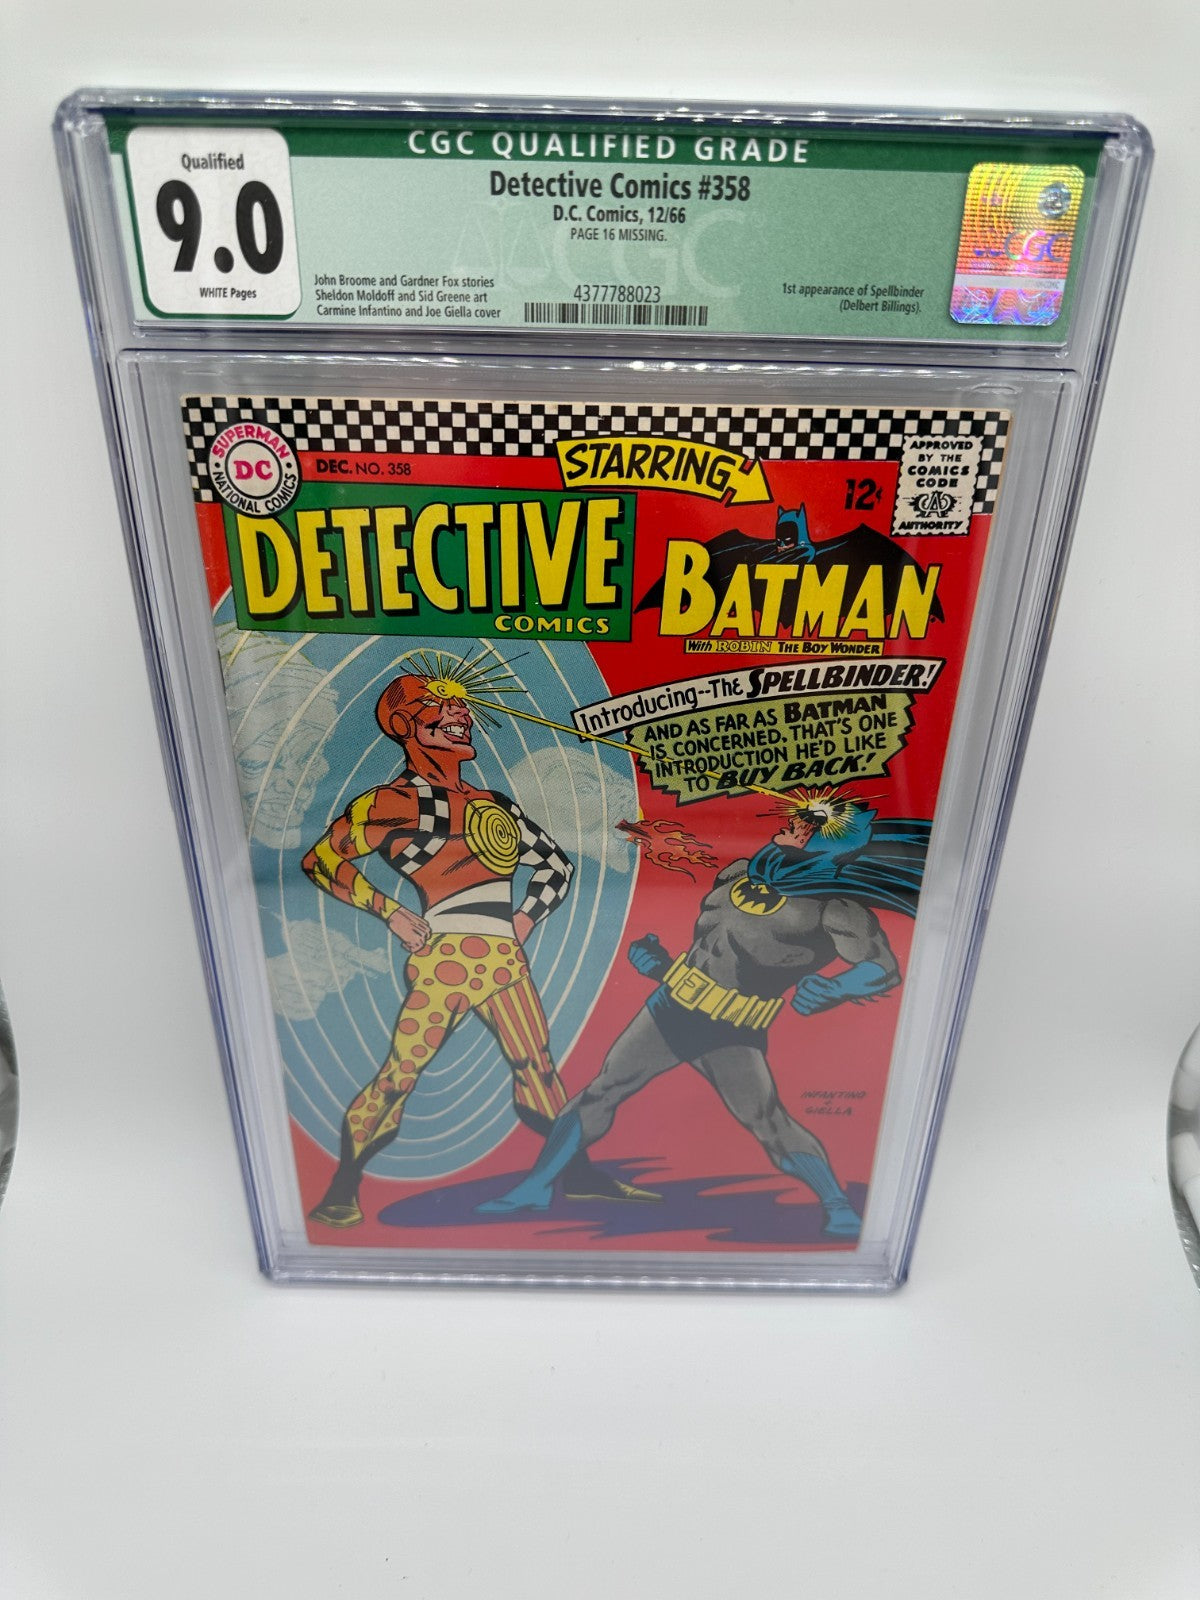 CGC QUALIFIED GRADE
Qualified
9.0
WHITE Pages
Detective Comics #358
D.C. Comics, 12/66
PAGE 16 MISSING.
John Broome and Gardner Fox stories
Sheldon Moldoff and Sid Greene art
Carmine Infantino and Joe Giella cover
4377788023
1st appearance of Spellbinder
(Delbert Billings).
CGC
SUPERMAN
DC
NATIONAL COMICS
DEC. NO. 358
STARRING
12¢
APPROVED
BY THE
COMICS
CODE
CA
AUTHORITY
DETECTIVE
COMICS
BATMAN
With ROBIN THE BOY WONDER
Introducing--The SPELLBINDER!
AND AS FAR AS BATMAN
IS CONCERNED, THAT'S ONE
INTRODUCTION HE'D LIKE
TO BUY BACK!
INFANTINO
+
GIELLA